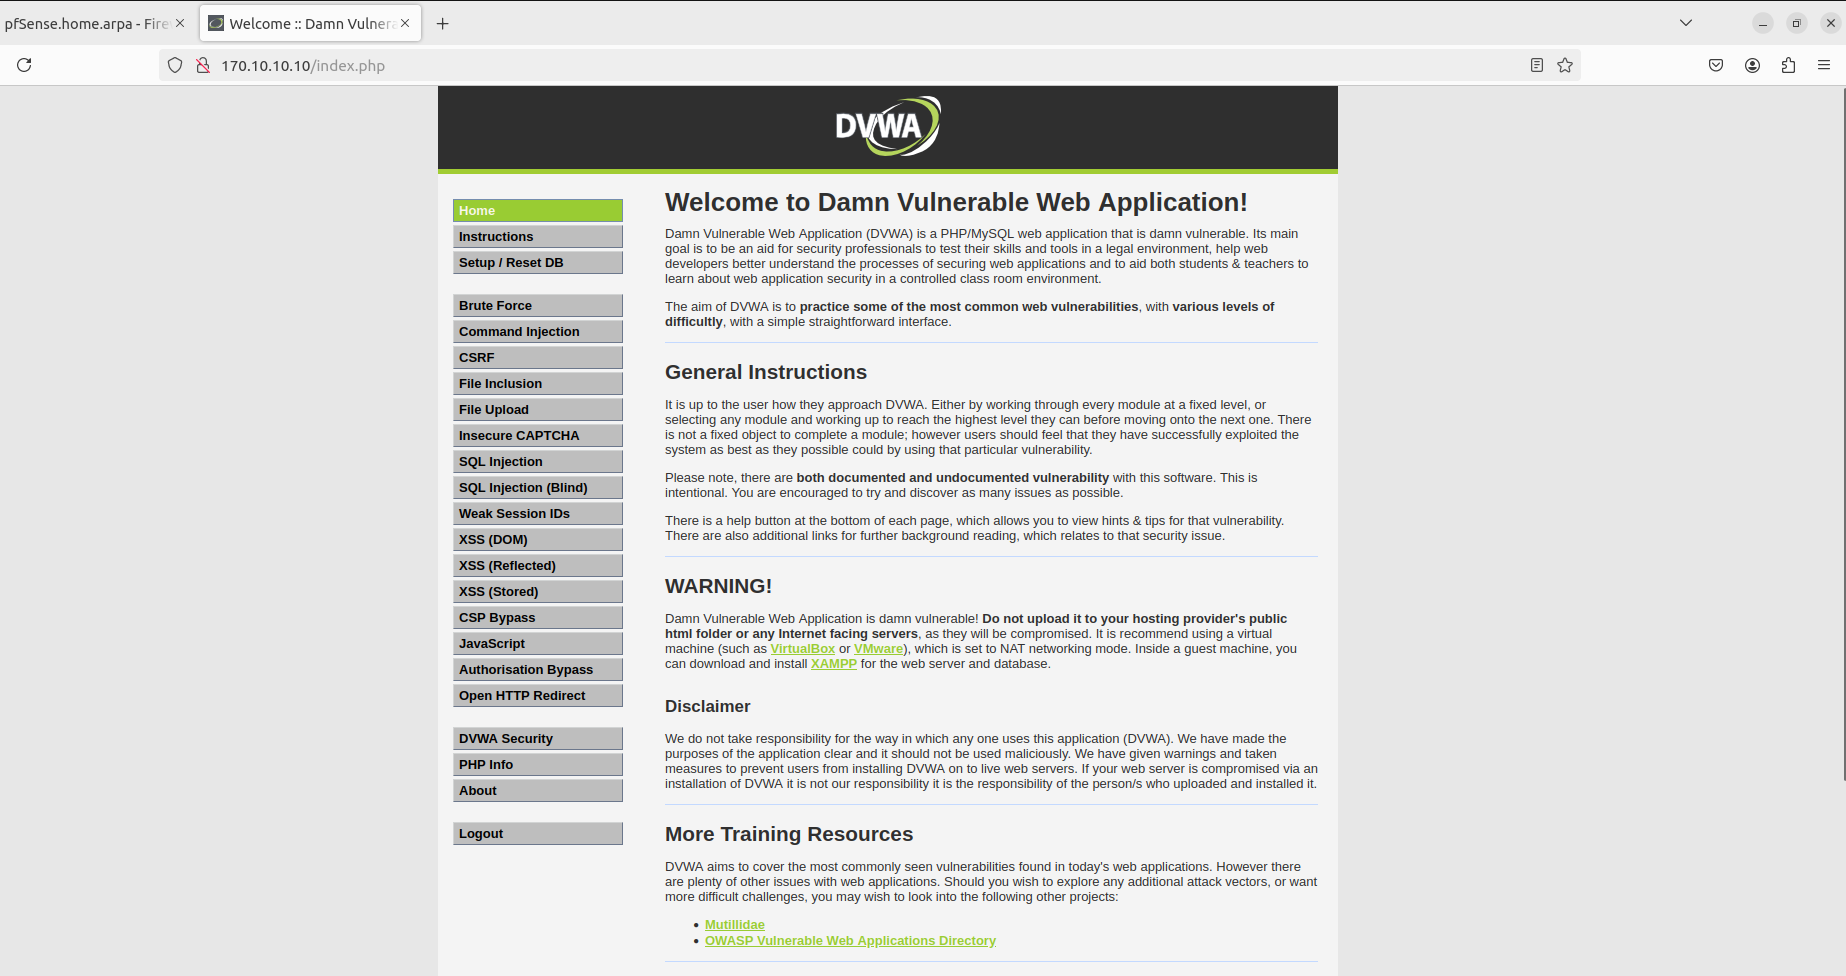 pfSense.home.arpa - Fire
Welcome :: Damn Vulnera
170.10.10.10/index.php
DVWA
Home
Instructions
Setup / Reset DB
Brute Force
Command Injection
CSRF
File Inclusion
File Upload
Insecure CAPTCHA
SQL Injection
SQL Injection (Blind)
Weak Session IDs
XSS (DOM)
XSS (Reflected)
XSS (Stored)
CSP Bypass
JavaScript
Authorisation Bypass
Open HTTP Redirect
DVWA Security
PHP Info
About
Logout
Welcome to Damn Vulnerable Web Application!
Damn Vulnerable Web Application (DVWA) is a PHP/MySQL web application that is damn vulnerable. Its main
goal is to be an aid for security professionals to test their skills and tools in a legal environment, help web
developers better understand the processes of securing web applications and to aid both students & teachers to
learn about web application security in a controlled class room environment.
The aim of DVWA is to practice some of the most common web vulnerabilities, with various levels of
difficultly, with a simple straightforward interface.
General Instructions
It is up to the user how they approach DVWA. Either by working through every module at a fixed level, or
selecting any module and working up to reach the highest level they can before moving onto the next one. There
is not a fixed object to complete a module; however users should feel that they have successfully exploited the
system as best as they possible could by using that particular vulnerability.
Please note, there are both documented and undocumented vulnerability with this software. This is
intentional. You are encouraged to try and discover as many issues as possible.
There is a help button at the bottom of each page, which allows you to view hints & tips for that vulnerability.
There are also additional links for further background reading, which relates to that security issue.
WARNING!
Damn Vulnerable Web Application is damn vulnerable! Do not upload it to your hosting provider's public
html folder or any Internet facing servers, as they will be compromised. It is recommend using a virtual
machine (such as VirtualBox or VMware), which is set to NAT networking mode. Inside a guest machine, you
can download and install XAMPP for the web server and database.
Disclaimer
We do not take responsibility for the way in which any one uses this application (DVWA). We have made the
purposes of the application clear and it should not be used maliciously. We have given warnings and taken
measures to prevent users from installing DVWA on to live web servers. If your web server is compromised via an
installation of DVWA it is not our responsibility it is the responsibility of the person/s who uploaded and installed it.
More Training Resources
DVWA aims to cover the most commonly seen vulnerabilities found in today's web applications. However there
are plenty of other issues with web applications. Should you wish to explore any additional attack vectors, or want
more difficult challenges, you may wish to look into the following other projects:
• Mutillidae
• OWASP Vulnerable Web Applications Directory